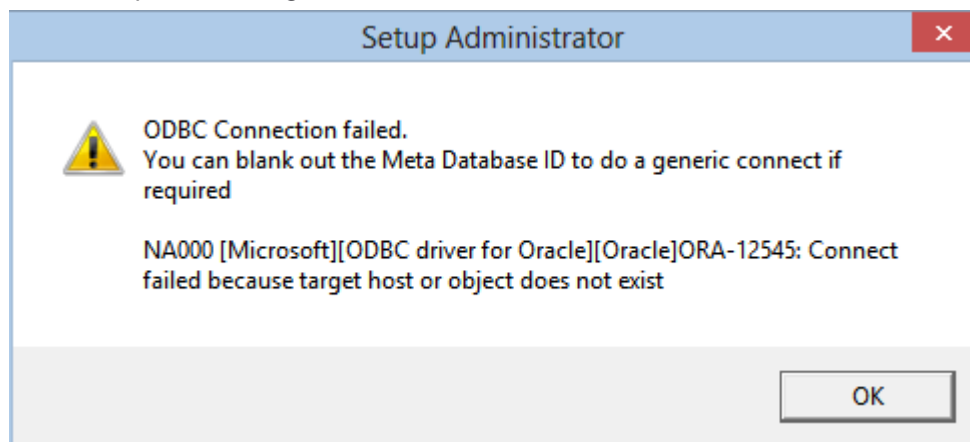 Setup Administrator
ODBC Connection failed.
You can blank out the Meta Database ID to do a generic connect if
required
NA000 [Microsoft][ODBC driver for Oracle][Oracle]ORA-12545: Connect
failed because target host or object does not exist
OK